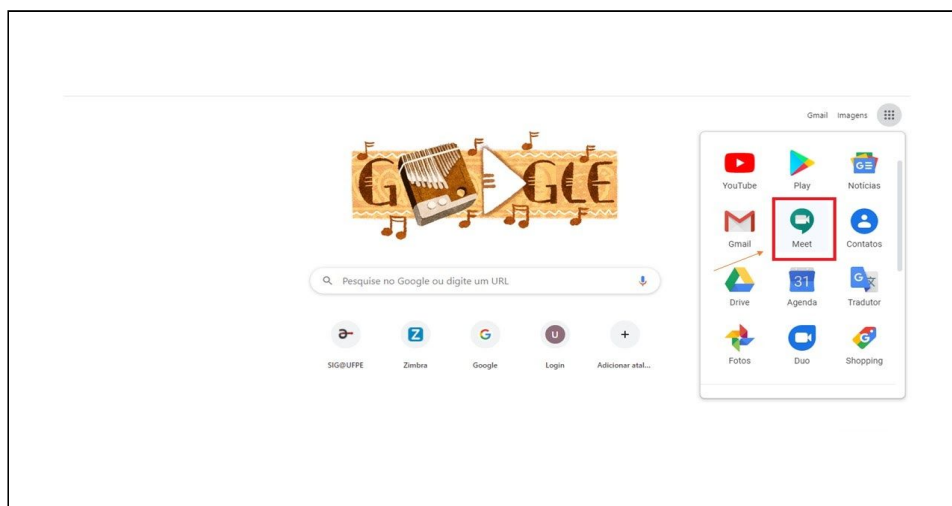 Gmail Imagens
GOOGLE
YouTube Play Notícias
G
Gmail Meet Contatos
31 G
Drive Agenda Tradutor
Fotos Duo Shopping
Pesquise no Google ou digite um URL
Z G U +
SIG@UFPE Zimbra Google Login Adicionar atal...